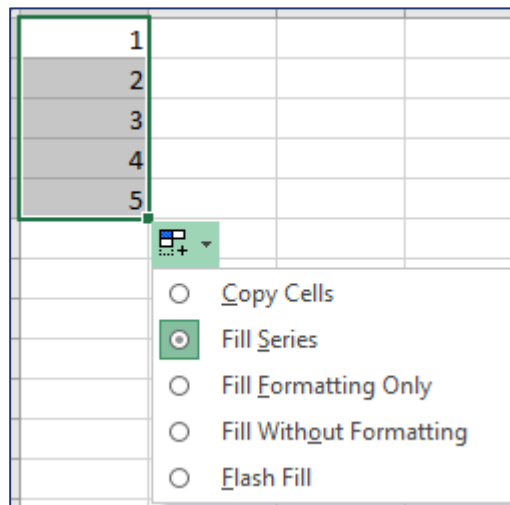 1
2
3
4
5
Copy Cells
Fill Series
Fill Formatting Only
Fill Without Formatting
Flash Fill